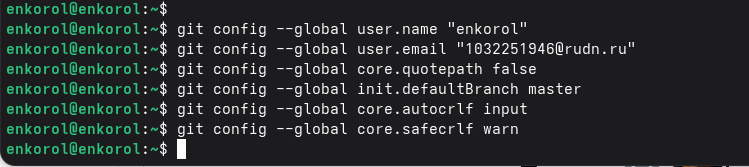 enkorol@enkorol:~$
enkorol@enkorol:~$ git config --global user.name "enkorol"
enkorol@enkorol:~$ git config --global user.email "1032251946@rudn.ru"
enkorol@enkorol:~$ git config --global core.quotepath false
enkorol@enkorol:~$ git config --global init.defaultBranch master
enkorol@enkorol:~$ git config --global core.autocrlf input
enkorol@enkorol:~$ git config --global core.safecrlf warn
enkorol@enkorol:~$